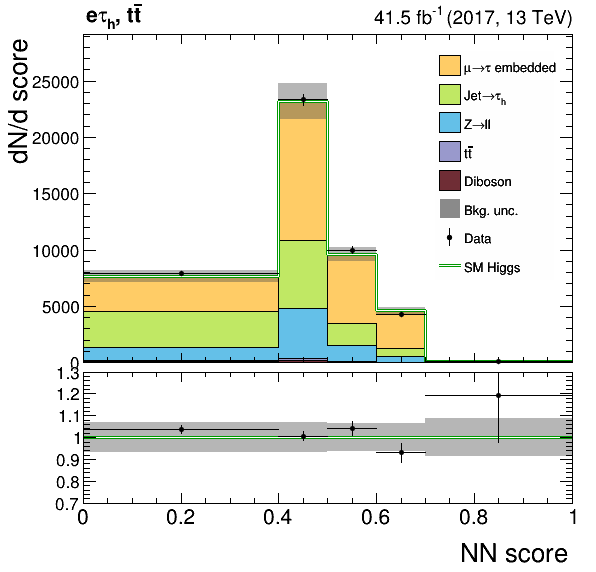 eτh, tt̄
41.5 fb⁻¹ (2017, 13 TeV)
dN/d score
25000
20000
15000
10000
5000
0
μ→τ embedded
Jet→τh
Z→ll
tt̄
Diboson
Bkg. unc.
Data
SM Higgs
1.3
1.2
1.1
1
0.9
0.8
0.7
0 0.2 0.4 0.6 0.8 1
NN score